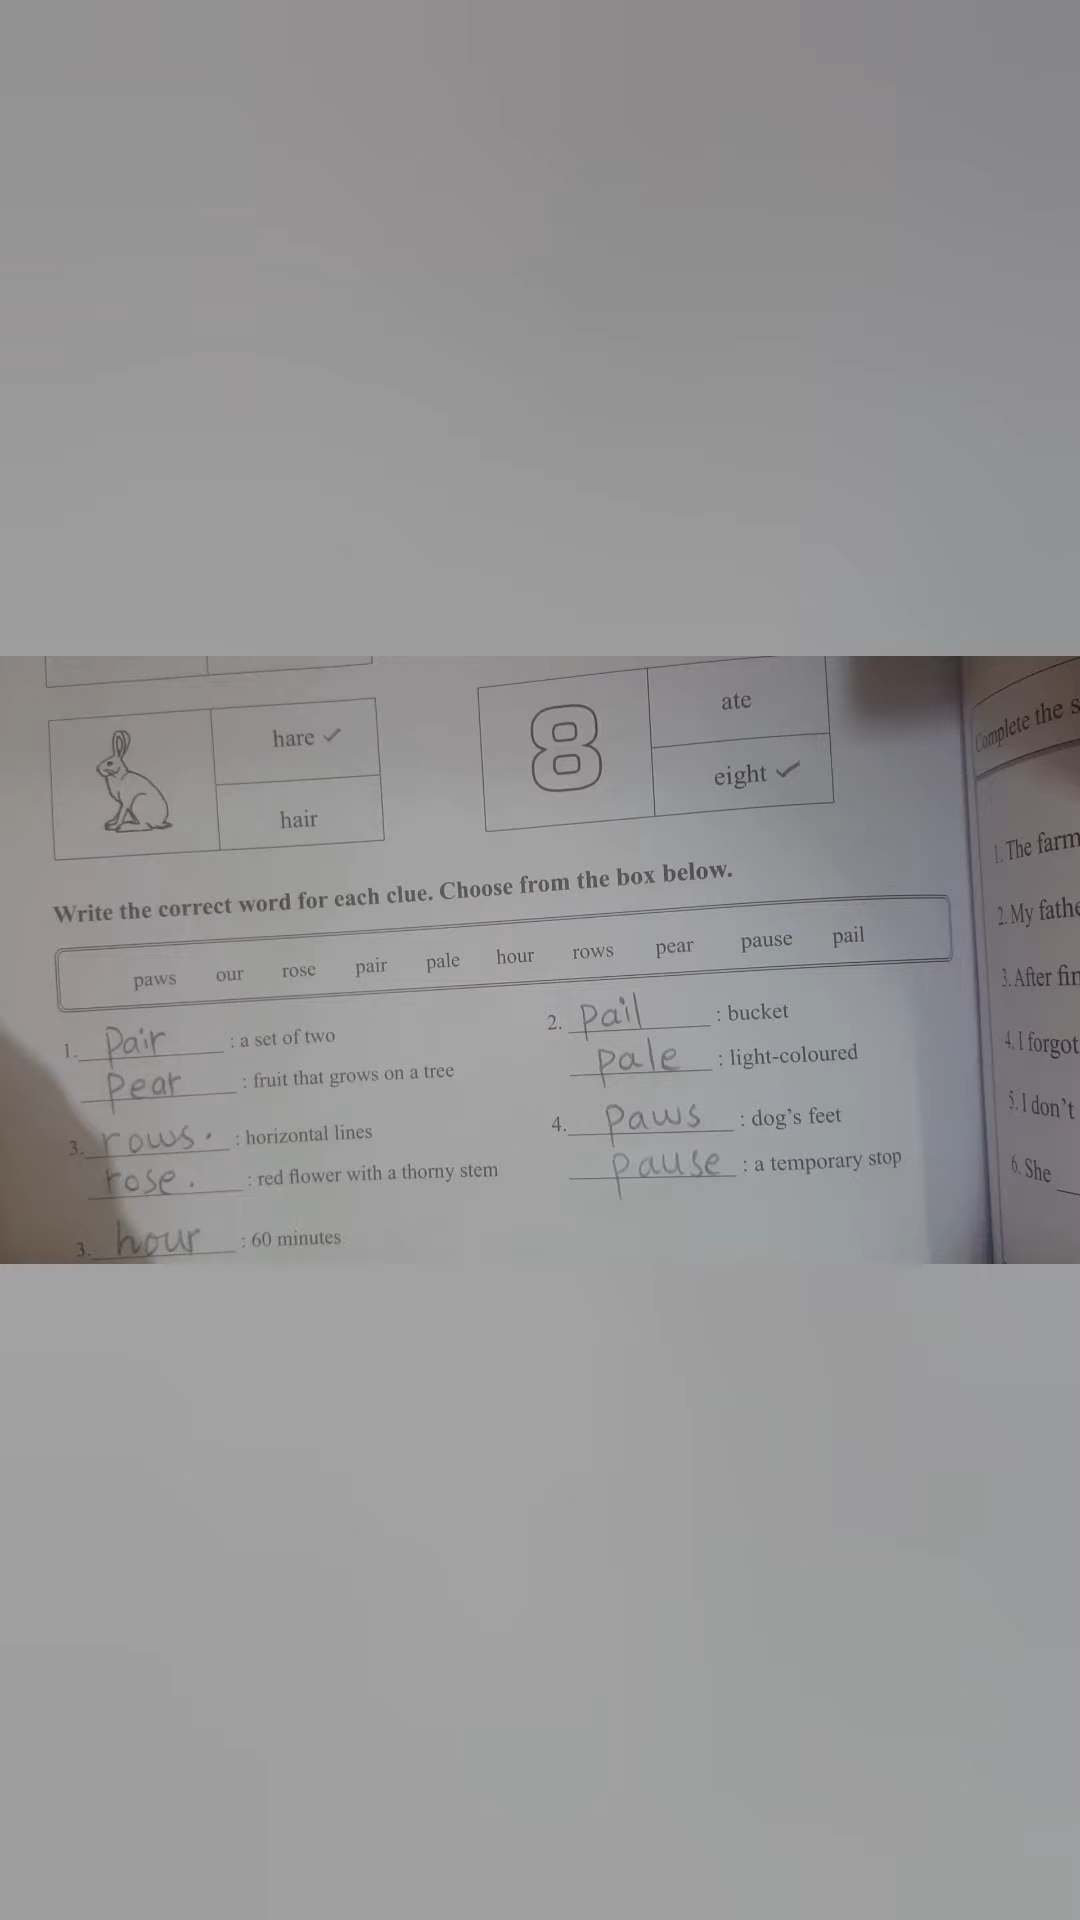 hare ✓
hair
8
ate
eight ✓
Write the correct word for each clue. Choose from the box below.
paws our rose pair pale hour rows pear pause pail
1. pair : a set of two
pear : fruit that grows on a tree
2. pail : bucket
pale : light-coloured
3. rows. : horizontal lines
rose. : red flower with a thorny stem
4. paws : dog's feet
pause : a temporary stop
3. hour : 60 minutes
Complete the s
1. The farm
2. My fathe
3. After fin
4. I forgot
5. I don't
6. She